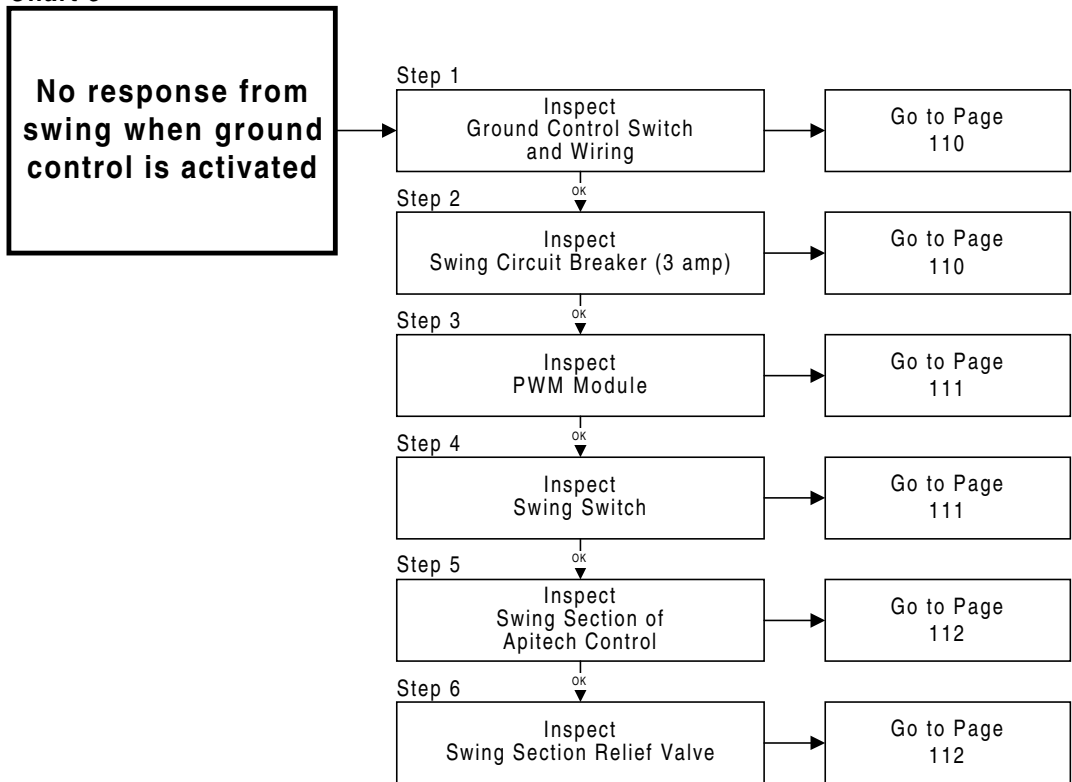 No response from
swing when ground
control is activated
Step 1
Inspect
Ground Control Switch
and Wiring
Go to Page
110
OK
Step 2
Inspect
Swing Circuit Breaker (3 amp)
Go to Page
110
OK
Step 3
Inspect
PWM Module
Go to Page
111
OK
Step 4
Inspect
Swing Switch
Go to Page
111
OK
Step 5
Inspect
Swing Section of
Apitech Control
Go to Page
112
OK
Step 6
Inspect
Swing Section Relief Valve
Go to Page
112